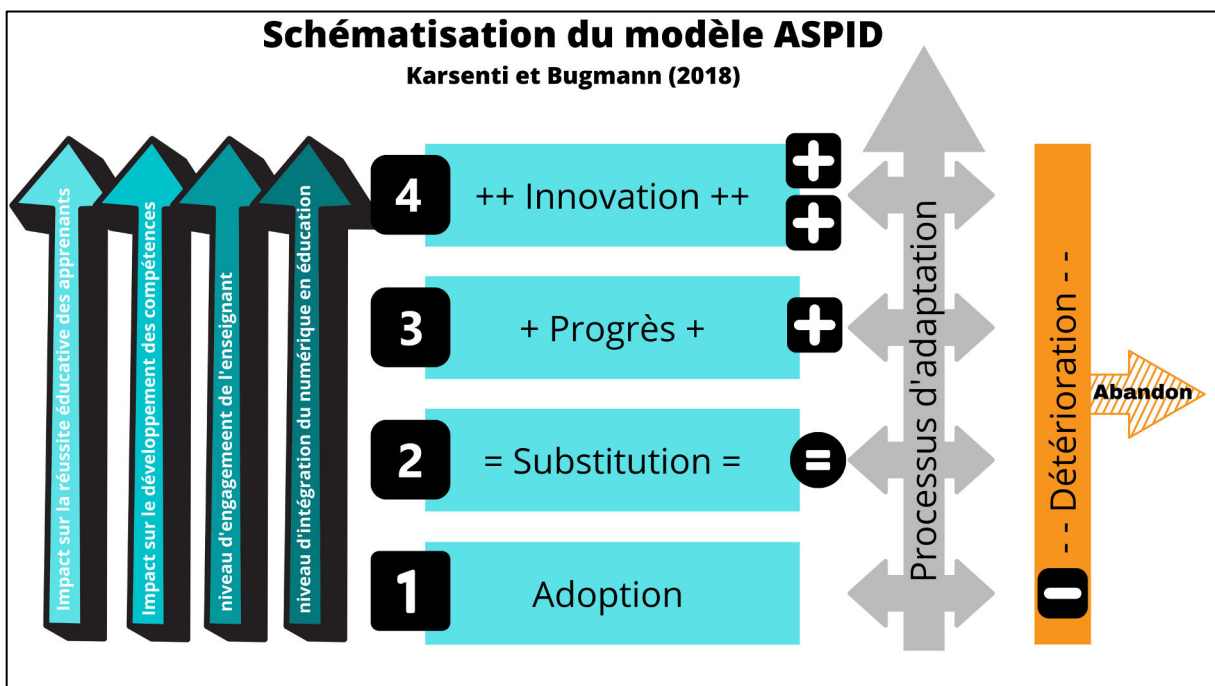 Schématisation du modèle ASPID
Karsenti et Bugmann (2018)
Impact sur la réussite éducative des apprenants
Impact sur le développement des compétences
niveau d'engagement de l'enseignant
niveau d'intégration du numérique en éducation
4
++ Innovation ++
+
+
3
+ Progrès +
+
2
= Substitution =
=
1
Adoption
Processus d'adaptation
- - Détérioration - -
-
Abandon